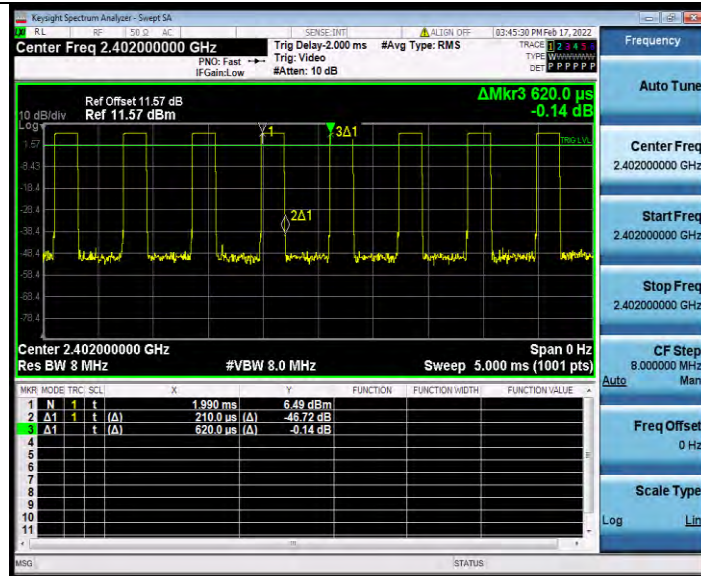 Keysight Spectrum Analyzer - Swept SA
RL RF 50 Ω AC SENSE:INT ALIGN OFF 03:45:30 PM Feb 17, 2022
Center Freq 2.402000000 GHz
PNO: Fast
IFGain:Low
Trig Delay-2.000 ms
Trig: Video
#Atten: 10 dB
#Avg Type: RMS
TRACE 1 2 3 4 5 6
TYPE WWWWWW
DET P P P P P P
ΔMkr3 620.0 µs
-0.14 dB
10 dB/div
Log
Ref Offset 11.57 dB
Ref 11.57 dBm
1.57
-8.43
-18.4
-28.4
-38.4
-48.4
-58.4
-68.4
-78.4
1
3Δ1
TRIG LVL
2Δ1
Center 2.402000000 GHz Span 0 Hz
Res BW 8 MHz #VBW 8.0 MHz Sweep 5.000 ms (1001 pts)
MKR MODE TRC SCL X Y FUNCTION FUNCTION WIDTH FUNCTION VALUE
1 N 1 t 1.990 ms 6.49 dBm
2 Δ1 1 t (Δ) 210.0 µs (Δ) -46.72 dB
3 Δ1 t (Δ) 620.0 µs (Δ) -0.14 dB
4
5
6
7
8
9
10
11
MSG STATUS
Frequency
Auto Tune
Center Freq
2.402000000 GHz
Start Freq
2.402000000 GHz
Stop Freq
2.402000000 GHz
CF Step
8.000000 MHz
Auto Man
Freq Offset
0 Hz
Scale Type
Log Lin